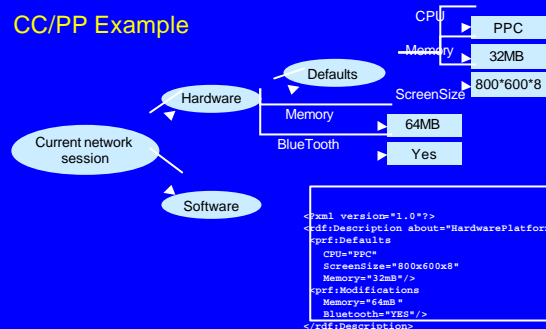 CC/PP Example
CPU
PPC
Memory
32MB
Defaults
ScreenSize
800*600*8
Hardware
Memory
64MB
BlueTooth
Yes
Current network
session
Software
<?xml version="1.0"?>
<rdf:Description about="HardwarePlatfor
<prf:Defaults
CPU="PPC"
ScreenSize="800x600x8"
Memory="32mB"/>
<prf:Modifications
Memory="64mB"
Bluetooth="YES"/>
</rdf:Description>